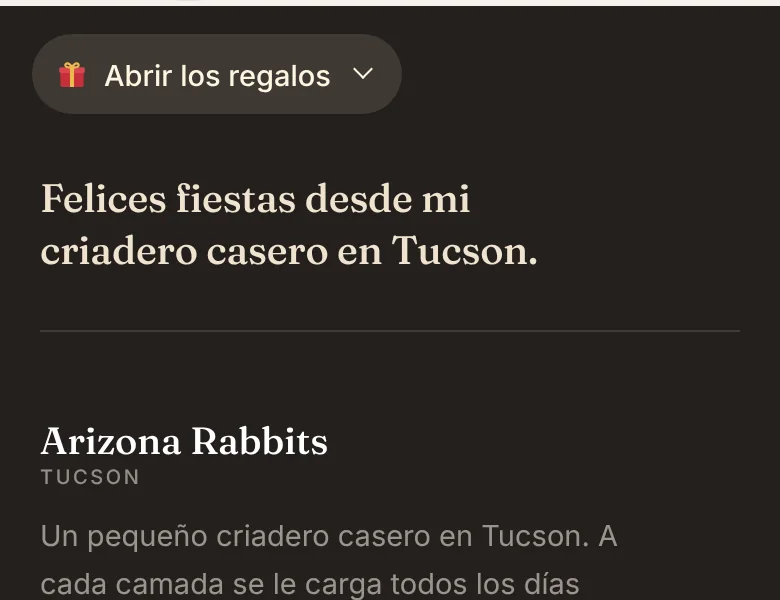 Abrir los regalos
Felices fiestas desde mi
criadero casero en Tucson.
Arizona Rabbits
TUCSON
Un pequeño criadero casero en Tucson. A
cada camada se le carga todos los días